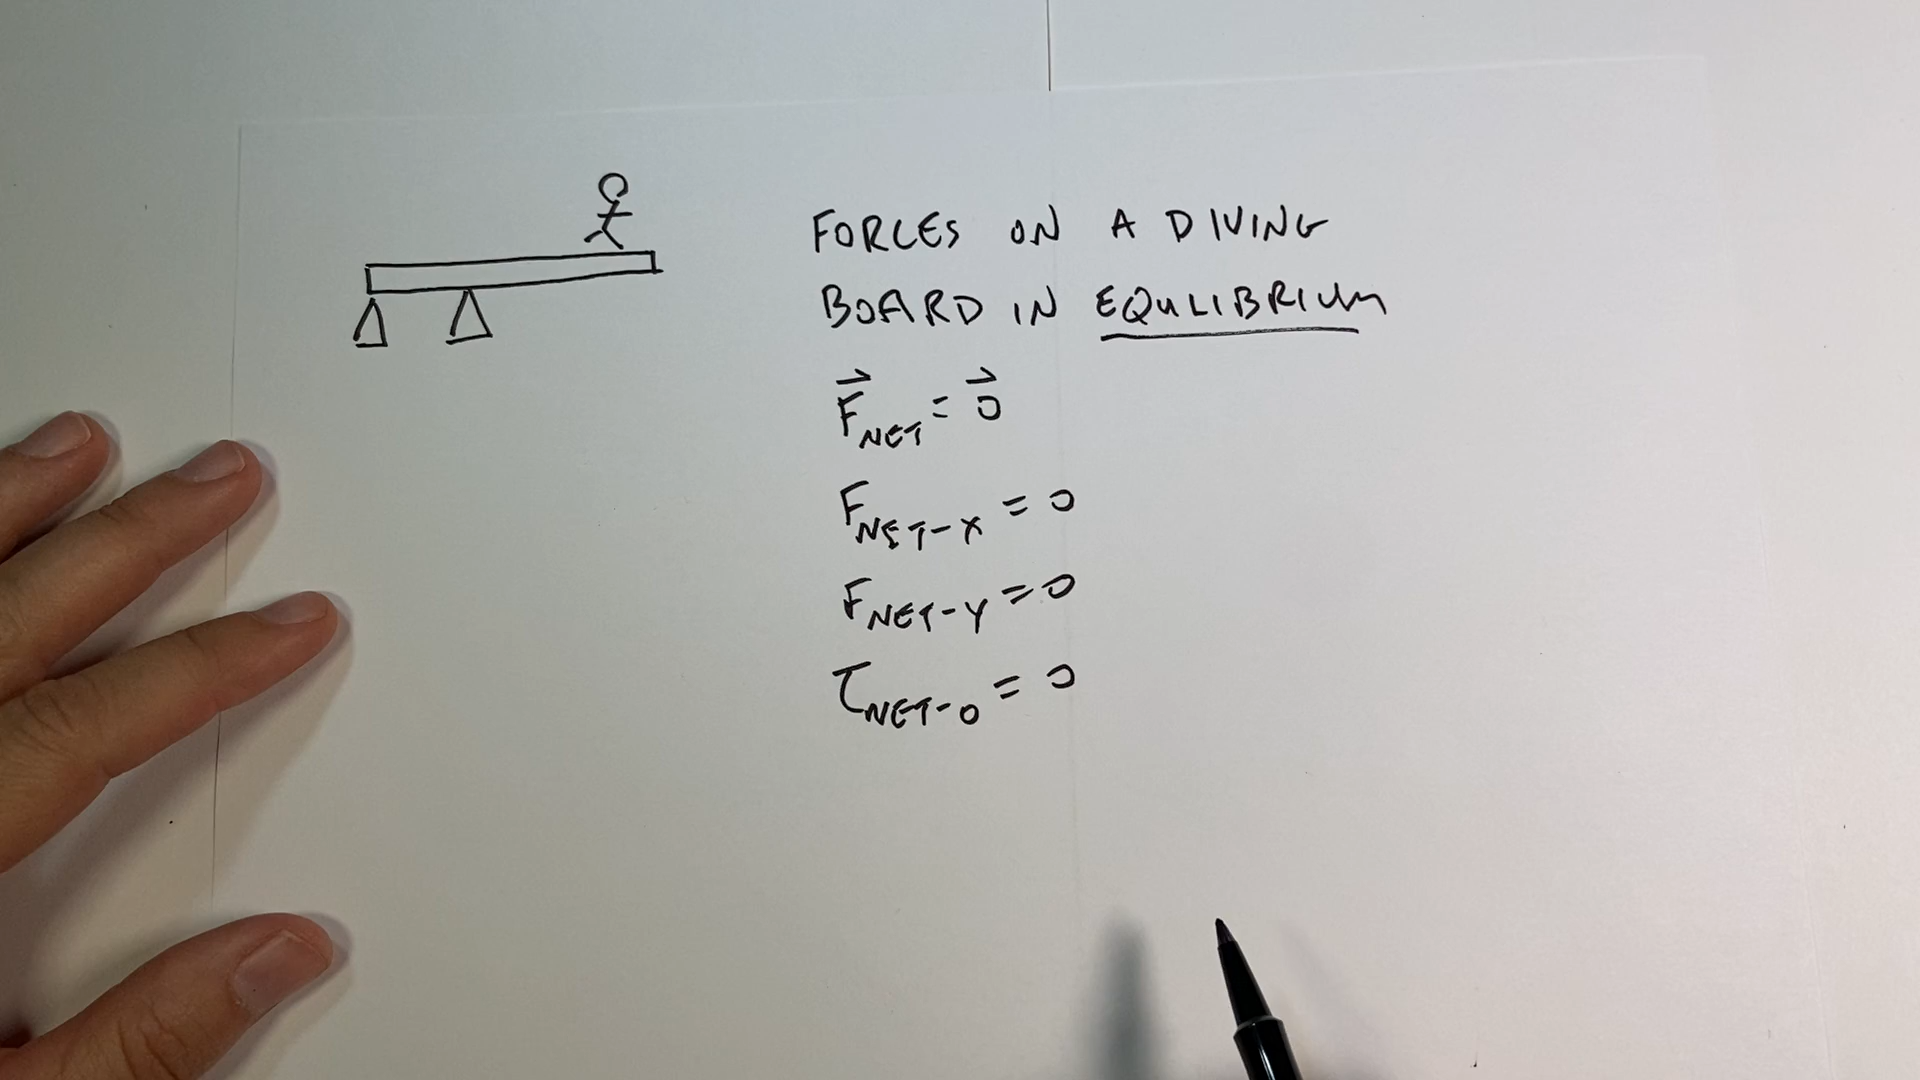 FORCES ON A DIVING
BOARD IN EQULIBRIUM
F⃗NET = 0⃗
FNET-X = 0
FNET-Y = 0
τNET-O = 0